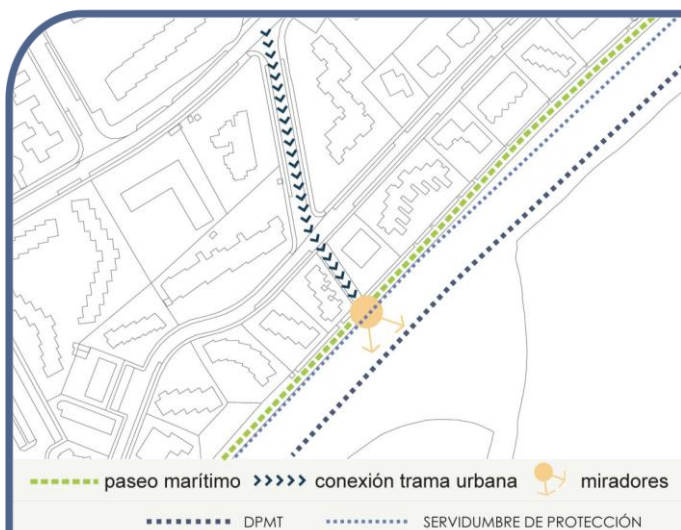 paseo marítimo conexión trama urbana miradores
DPMT SERVIDUMBRE DE PROTECCIÓN